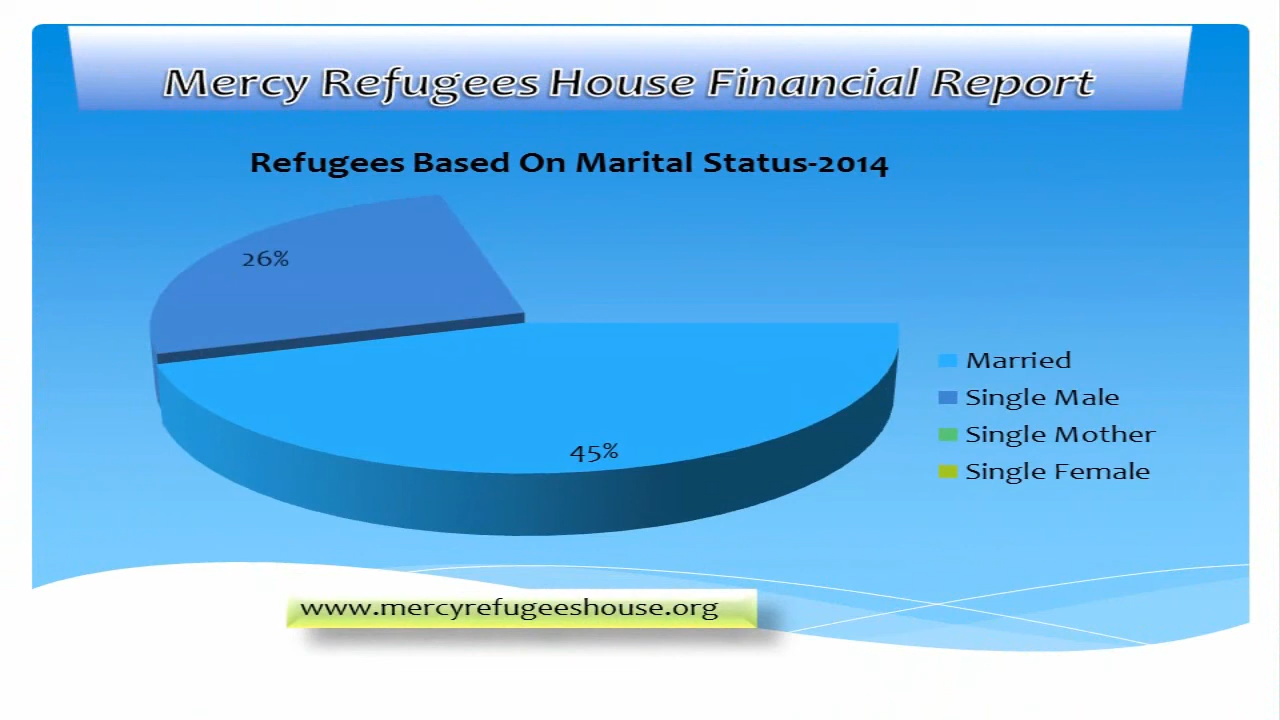 Mercy Refugees House Financial Report
Refugees Based On Marital Status-2014
26%
45%
Married
Single Male
Single Mother
Single Female
www.mercyrefugeeshouse.org